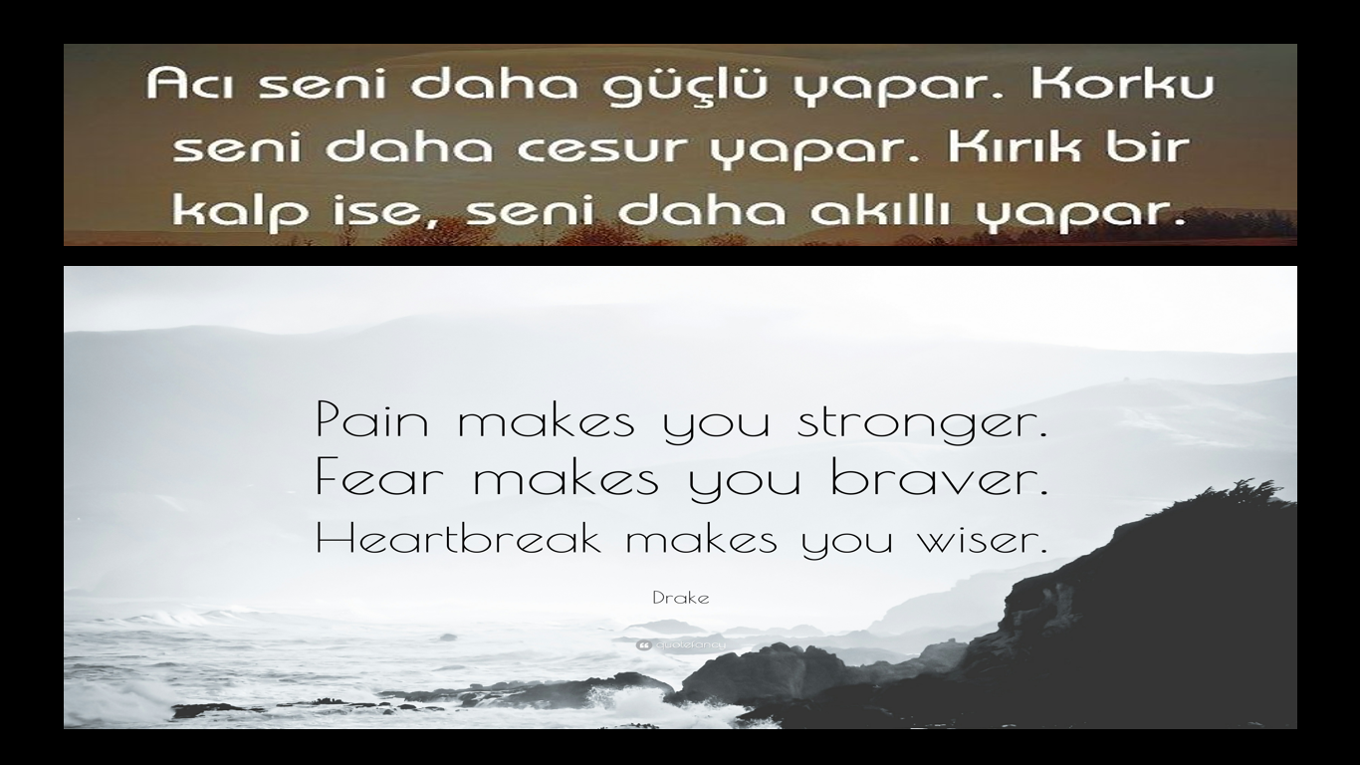 Acı seni daha güçlü yapar. Korku
seni daha cesur yapar. Kırık bir
kalp ise, seni daha akıllı yapar.
Pain makes you stronger.
Fear makes you braver.
Heartbreak makes you wiser.
Drake
quotefancy